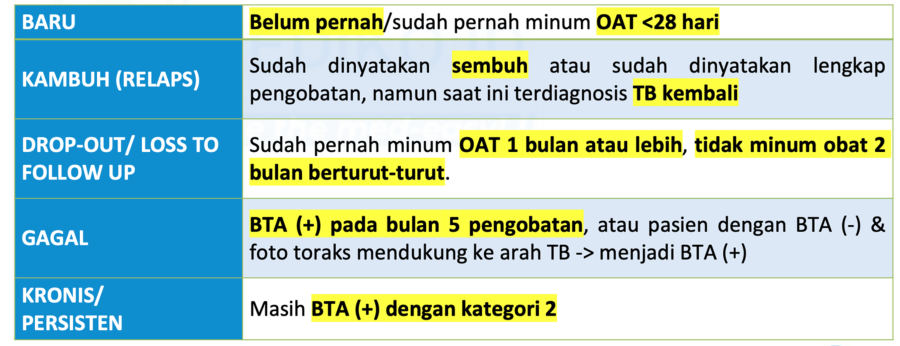 BARU
Belum pernah/sudah pernah minum OAT <28 hari
KAMBUH (RELAPS)
Sudah dinyatakan sembuh atau sudah dinyatakan lengkap
pengobatan, namun saat ini terdiagnosis TB kembali
DROP-OUT/ LOSS TO
FOLLOW UP
Sudah pernah minum OAT 1 bulan atau lebih, tidak minum obat 2
bulan berturut-turut.
GAGAL
BTA (+) pada bulan 5 pengobatan, atau pasien dengan BTA (-) &
foto toraks mendukung ke arah TB -> menjadi BTA (+)
KRONIS/
PERSISTEN
Masih BTA (+) dengan kategori 2